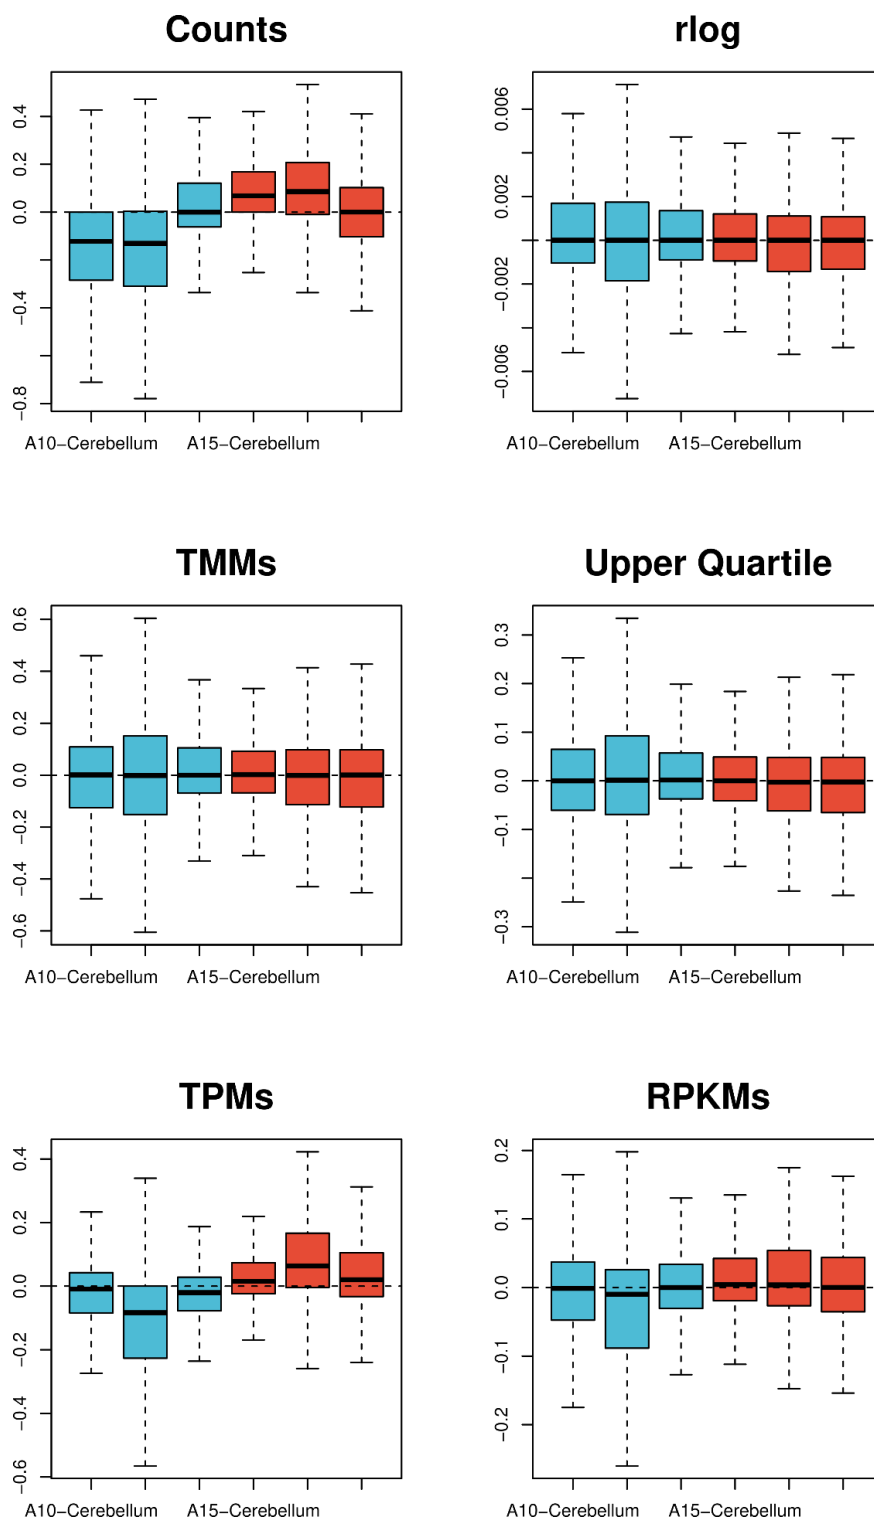 Counts
0.4
0.2
0.0
−0.4
−0.8
A10−Cerebellum A15−Cerebellum
rlog
0.006
0.002
−0.002
−0.006
A10−Cerebellum A15−Cerebellum
TMMs
0.6
0.4
0.2
0.0
−0.2
−0.4
−0.6
A10−Cerebellum A15−Cerebellum
Upper Quartile
0.3
0.2
0.1
0.0
−0.1
−0.3
A10−Cerebellum A15−Cerebellum
TPMs
0.4
0.2
0.0
−0.2
−0.4
−0.6
A10−Cerebellum A15−Cerebellum
RPKMs
0.2
0.1
0.0
−0.1
−0.2
A10−Cerebellum A15−Cerebellum